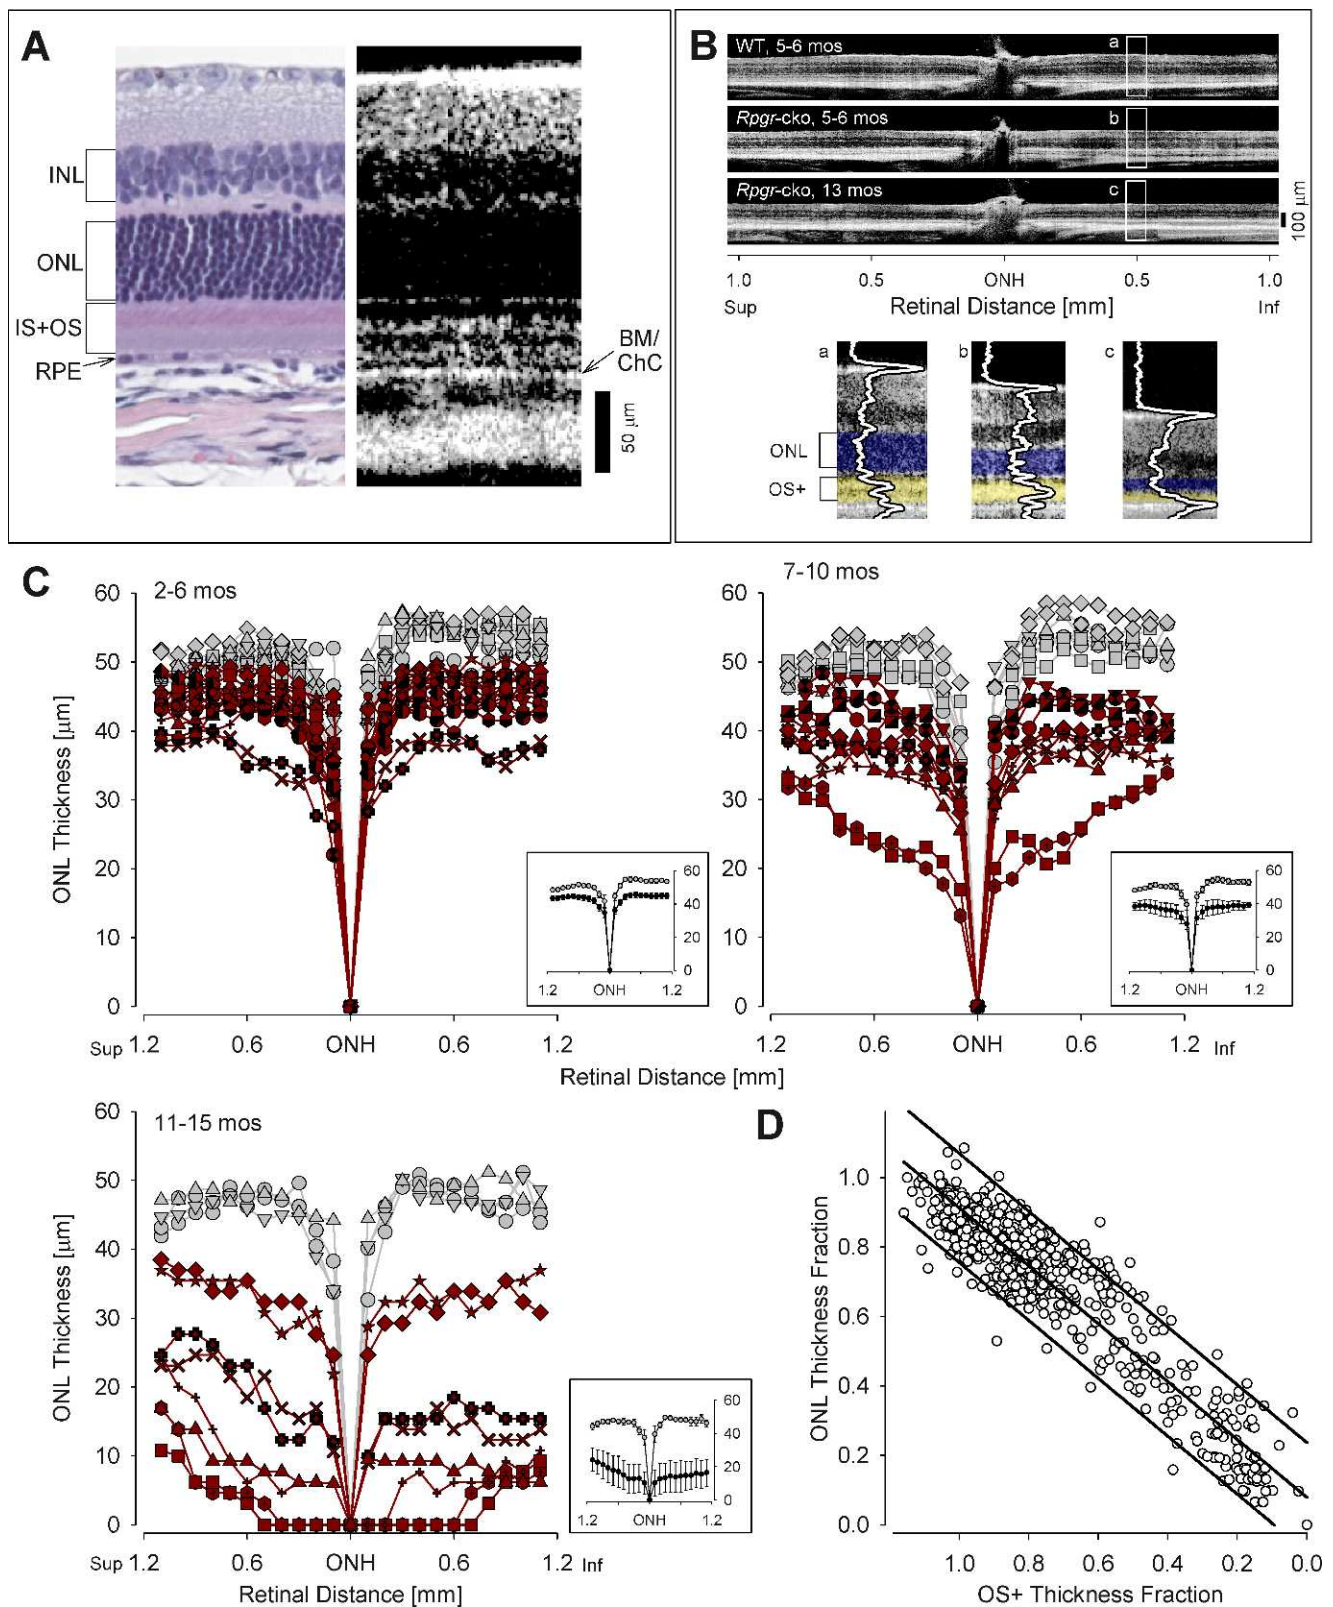 A
INL
ONL
IS+OS
RPE
BM/
ChC
50 µm
B
WT, 5-6 mos
a
Rpgr-cko, 5-6 mos
b
Rpgr-cko, 13 mos
c
100 µm
1.0 0.5 ONH 0.5 1.0
Sup Retinal Distance [mm] Inf
a b c
ONL
OS+
C
2-6 mos
ONL Thickness [µm]
60
50
40
30
20
10
0
60
40
20
0
1.2 ONH 1.2
Sup 1.2 0.6 ONH 0.6 1.2
7-10 mos
60
50
40
30
20
10
0
60
40
20
0
1.2 ONH 1.2
1.2 0.6 ONH 0.6 1.2 Inf
Retinal Distance [mm]
11-15 mos
ONL Thickness [µm]
60
50
40
30
20
10
0
60
40
20
0
1.2 ONH 1.2
Sup 1.2 0.6 ONH 0.6 1.2 Inf
Retinal Distance [mm]
D
ONL Thickness Fraction
1.0
0.8
0.6
0.4
0.2
0.0
1.0 0.8 0.6 0.4 0.2 0.0
OS+ Thickness Fraction